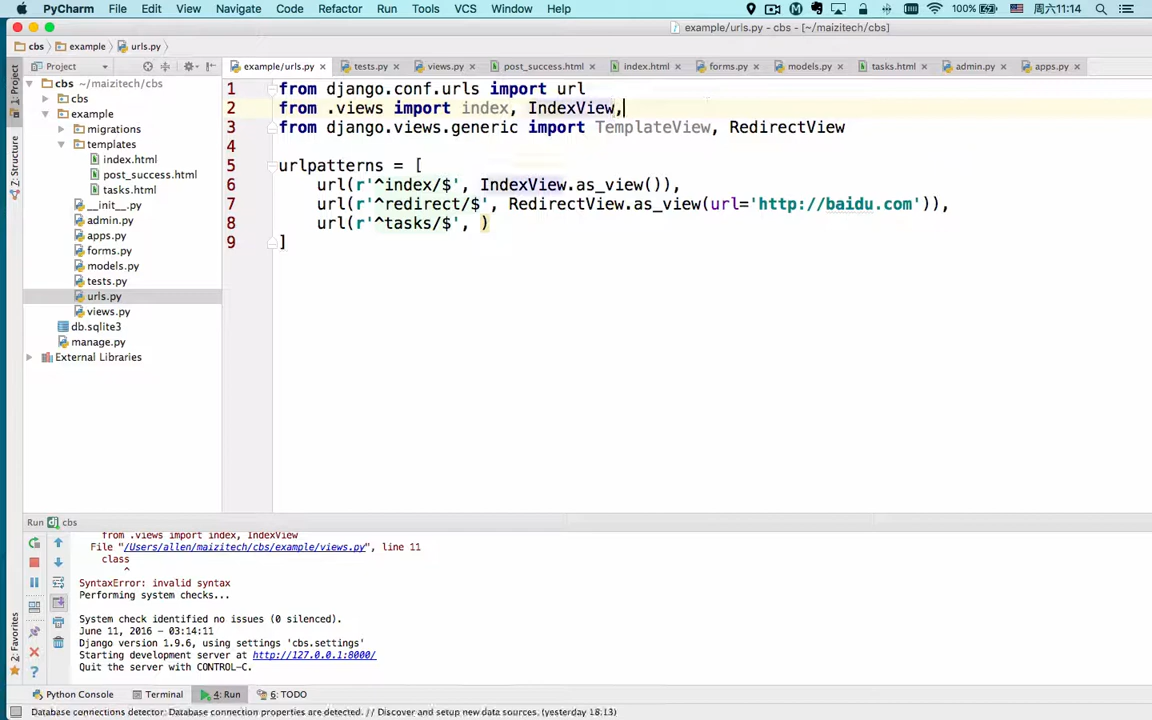 PyCharm File Edit View Navigate Code Refactor Run Tools VCS Window Help 100% 周六11:14
example/urls.py - cbs - [~/maizitech/cbs]
cbs example urls.py
Project example/urls.py × tests.py × views.py × post_success.html × index.html × forms.py × models.py × tasks.html × admin.py × apps.py ×
1: Project
Z: Structure
2: Favorites
cbs ~/maizitech/cbs
cbs
example
migrations
templates
index.html
post_success.html
tasks.html
__init__.py
admin.py
apps.py
forms.py
models.py
tests.py
urls.py
views.py
db.sqlite3
manage.py
External Libraries
1 from django.conf.urls import url
2 from .views import index, IndexView,
3 from django.views.generic import TemplateView, RedirectView
4
5 urlpatterns = [
6 url(r'^index/$', IndexView.as_view()),
7 url(r'^redirect/$', RedirectView.as_view(url='http://baidu.com')),
8 url(r'^tasks/$', )
9 ]
Run cbs
from .views import index, IndexView
File "/Users/allen/maizitech/cbs/example/views.py", line 11
class
^
SyntaxError: invalid syntax
Performing system checks...
System check identified no issues (0 silenced).
June 11, 2016 - 03:14:11
Django version 1.9.6, using settings 'cbs.settings'
Starting development server at http://127.0.0.1:8000/
Quit the server with CONTROL-C.
Python Console Terminal 4: Run 6: TODO
Database connections detector: Database connection properties are detected. // Discover and setup new data sources. (yesterday 18:13)